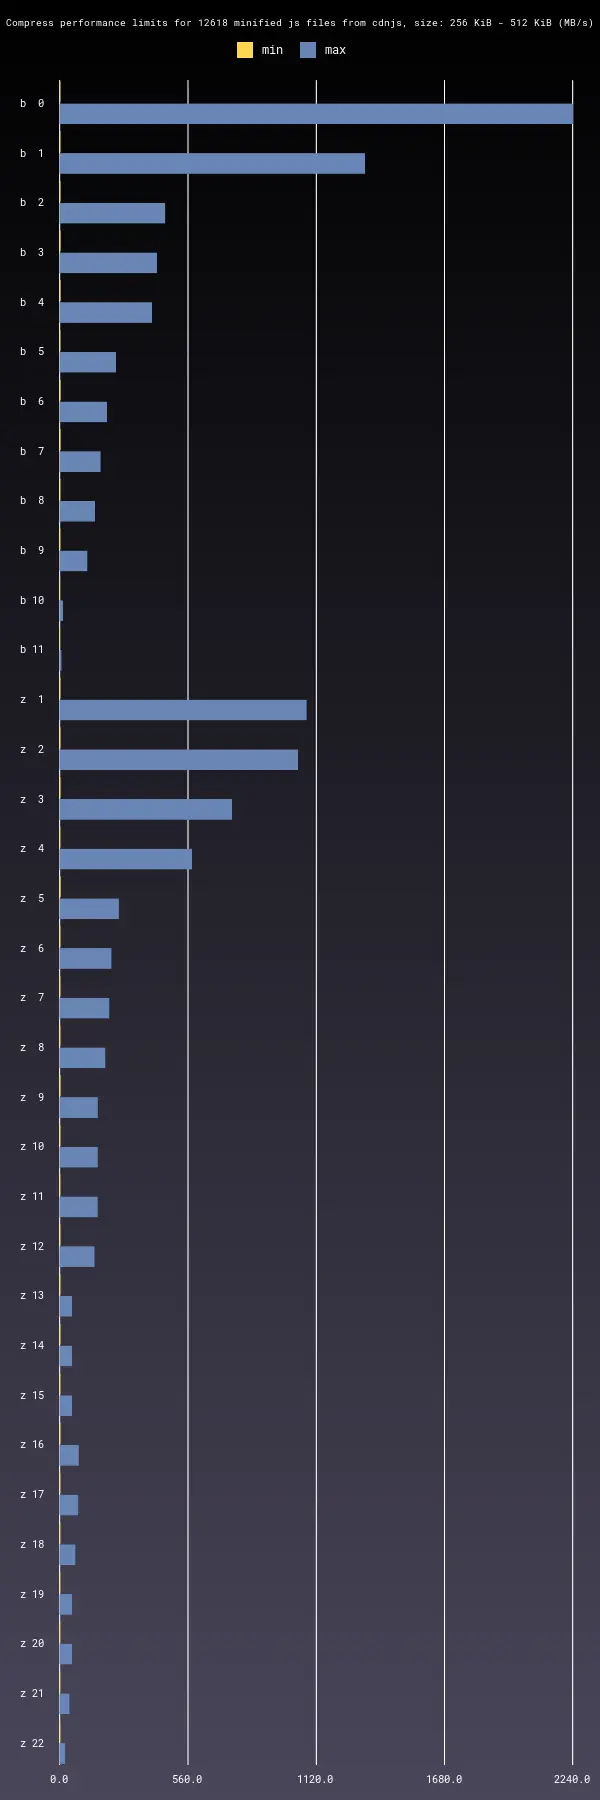 Compress performance limits for 12618 minified js files from cdnjs, size: 256 KiB - 512 KiB (MB/s)
min max
b 0
b 1
b 2
b 3
b 4
b 5
b 6
b 7
b 8
b 9
b 10
b 11
z 1
z 2
z 3
z 4
z 5
z 6
z 7
z 8
z 9
z 10
z 11
z 12
z 13
z 14
z 15
z 16
z 17
z 18
z 19
z 20
z 21
z 22
0.0 560.0 1120.0 1680.0 2240.0